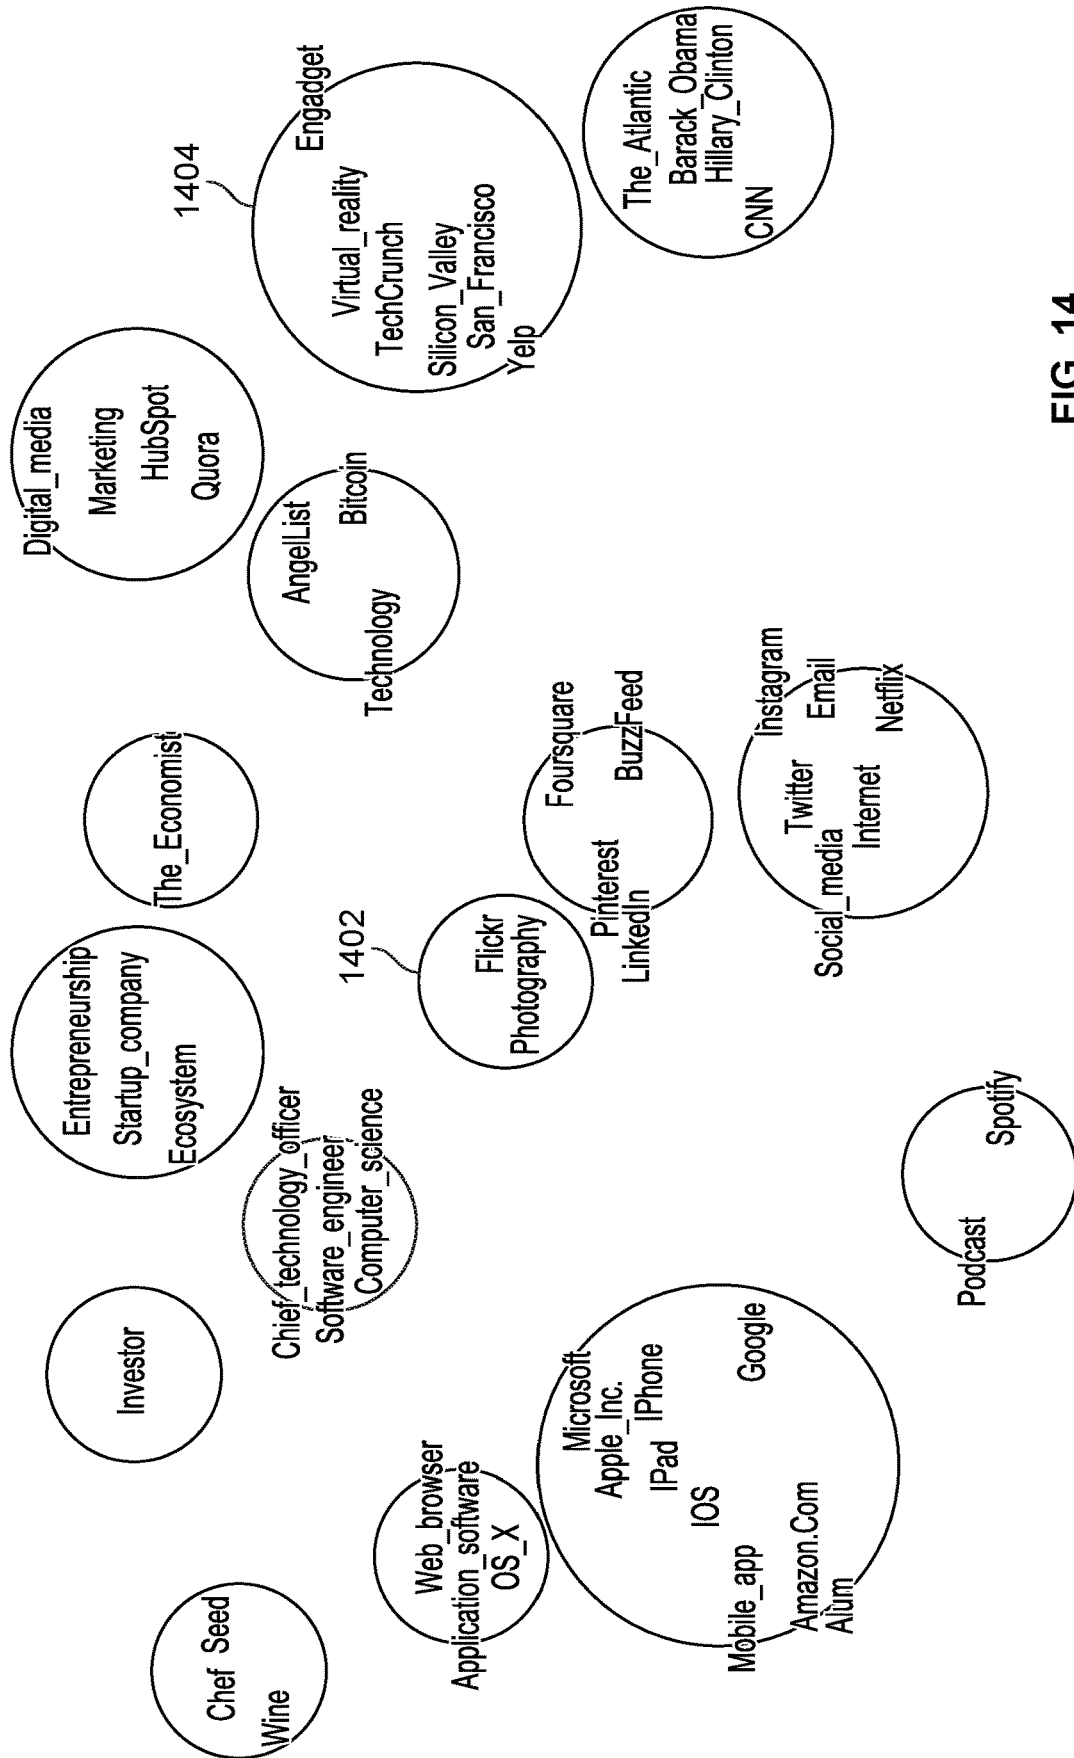 Chef
Seed
Wine
Investor
Entrepreneurship
Startup_company
Ecosystem
The_Economist
Digital_media
Marketing
HubSpot
Quora
1404
Engadget
Virtual_reality
TechCrunch
Silicon_Valley
San_Francisco
Yelp
AngelList
Bitcoin
Technology
Chief_technology_officer
Software_engineer
Computer_science
1402
Flickr
Photography
Web_browser
Application_software
OS_X
Foursquare
BuzzFeed
Pinterest
LinkedIn
The_Atlantic
Barack_Obama
Hillary_Clinton
CNN
Microsoft
Apple_Inc.
IPhone
IPad
IOS
Google
Mobile_app
Amazon.Com
Alum
Instagram
Email
Twitter
Netflix
Social_media
Internet
Podcast
Spotify
FIG. 14